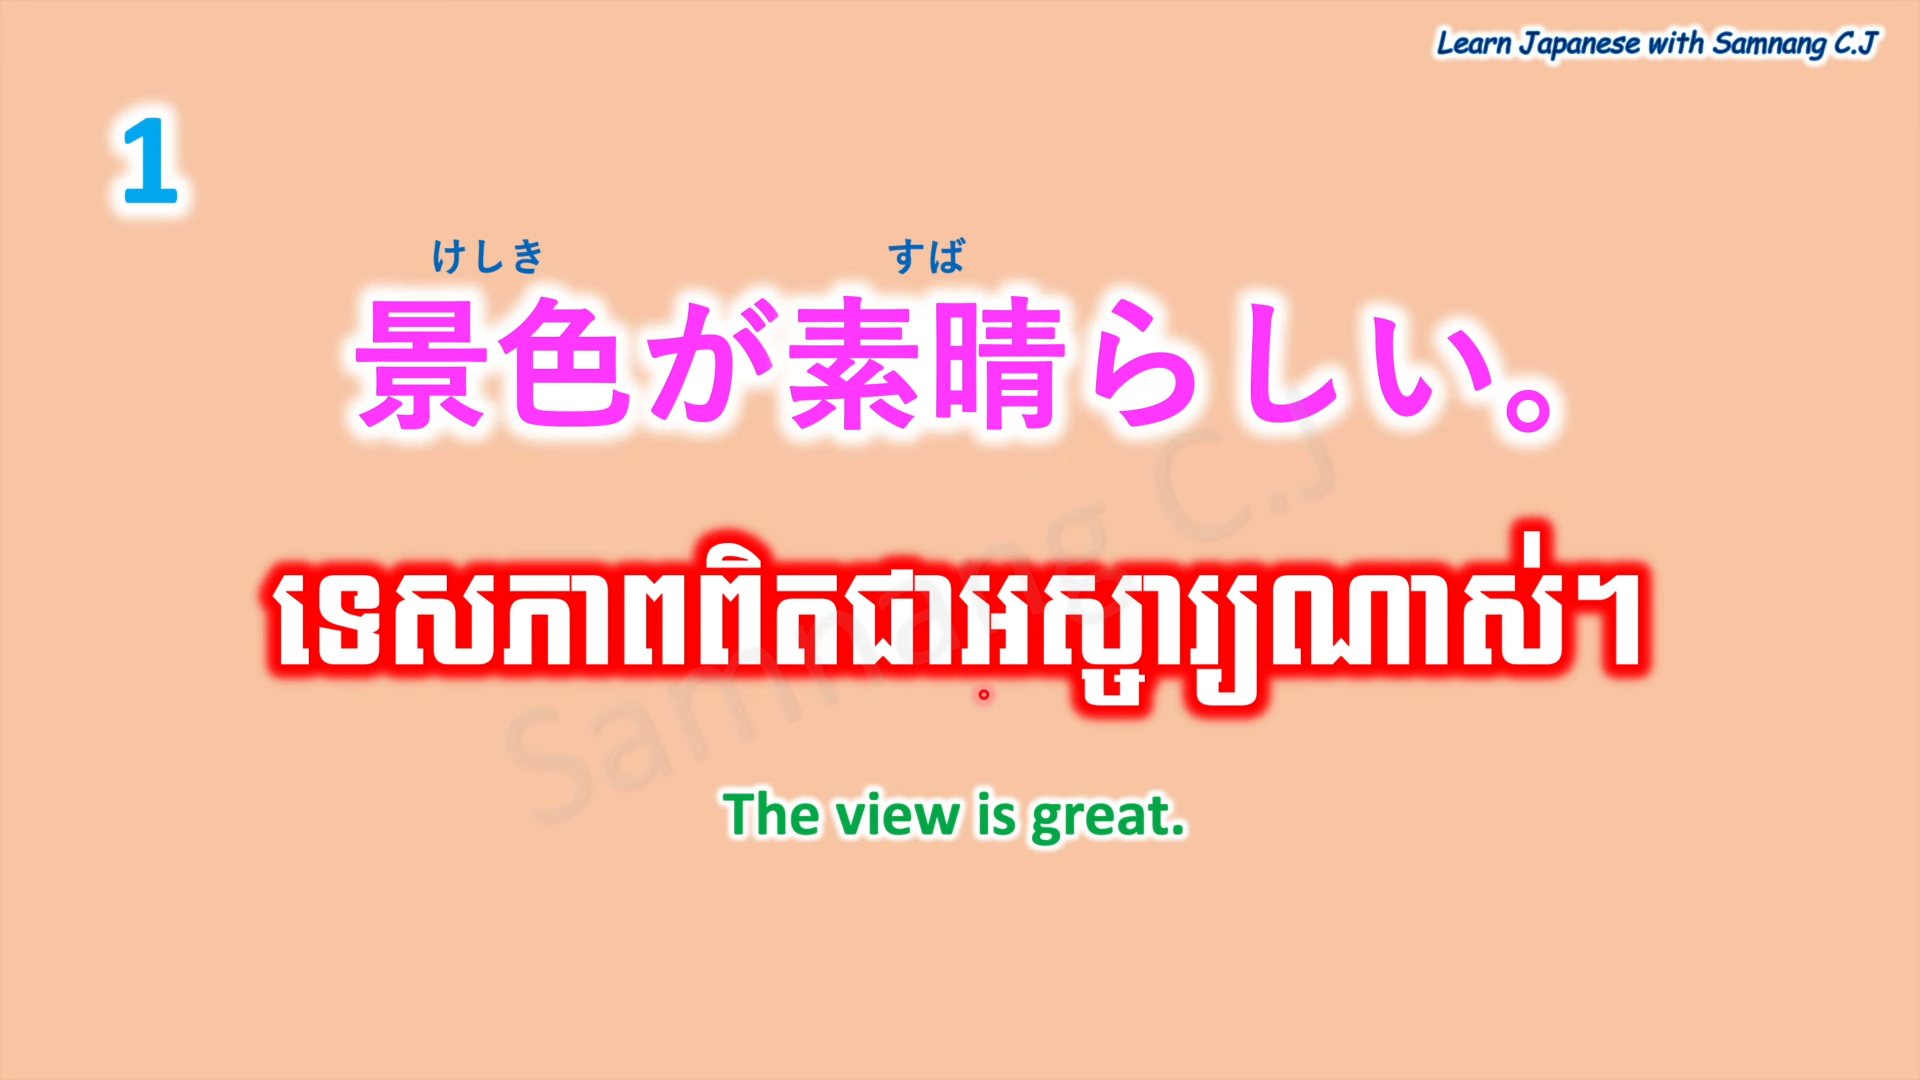 Learn Japanese with Samnang C.J
1
けしき すば
景色が素晴らしい。
ទេសភាពពិតជាអស្ចារ្យណាស់។
。
The view is great.
Samnang C.J